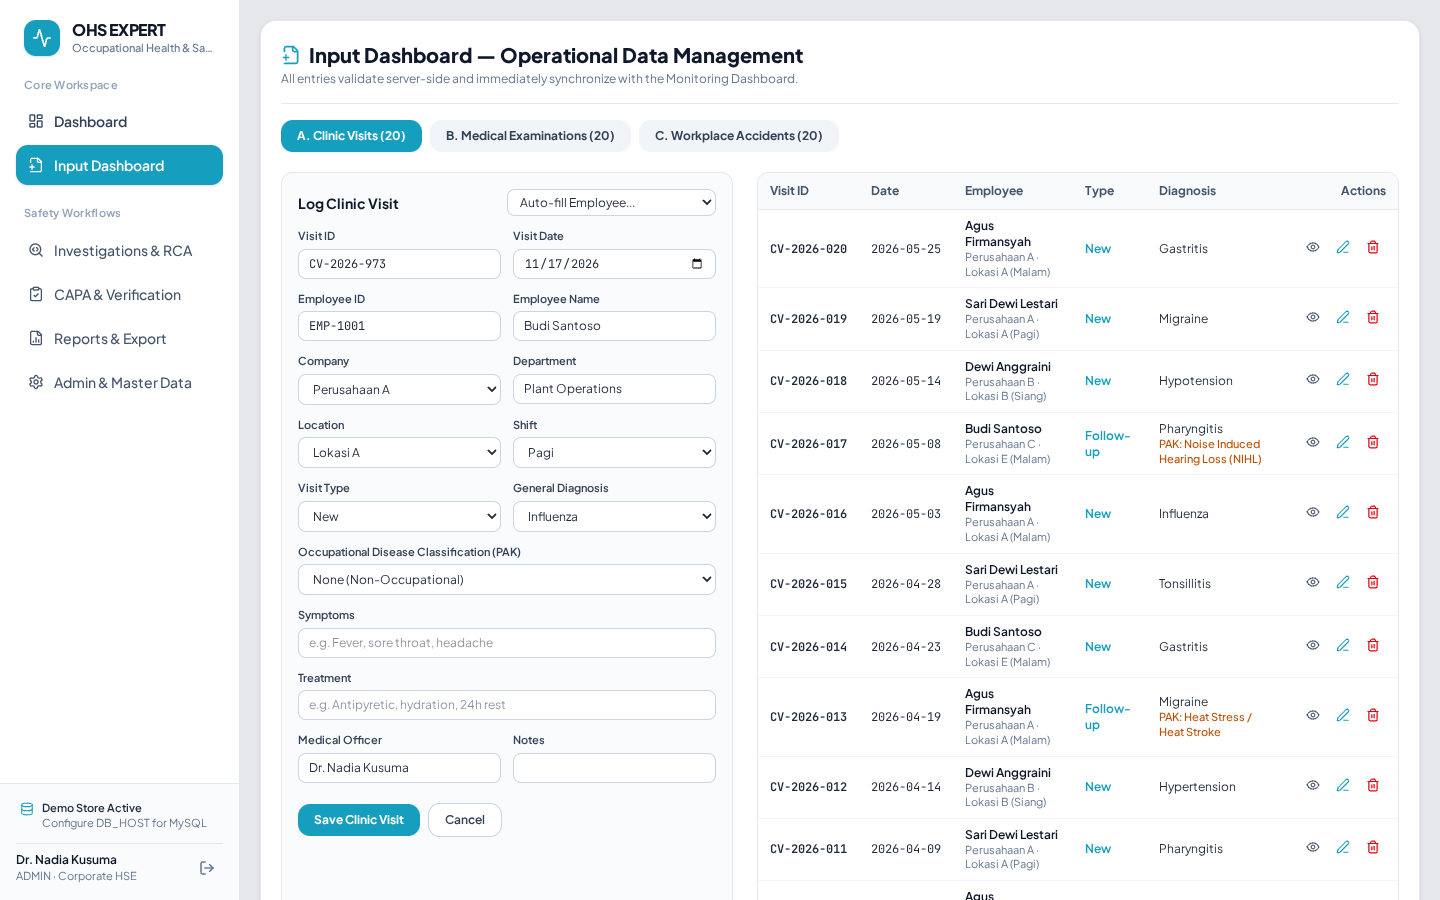 OHS EXPERT
Occupational Health & Sa...
Core Workspace
Dashboard
Input Dashboard
Safety Workflows
Investigations & RCA
CAPA & Verification
Reports & Export
Admin & Master Data
Demo Store Active
Configure DB_HOST for MySQL
Dr. Nadia Kusuma
ADMIN · Corporate HSE
Input Dashboard — Operational Data Management
All entries validate server-side and immediately synchronize with the Monitoring Dashboard.
A. Clinic Visits (20) B. Medical Examinations (20) C. Workplace Accidents (20)
Log Clinic Visit Auto-fill Employee...
Visit ID Visit Date
CV-2026-973 11/17/2026
Employee ID Employee Name
EMP-1001 Budi Santoso
Company Department
Perusahaan A Plant Operations
Location Shift
Lokasi A Pagi
Visit Type General Diagnosis
New Influenza
Occupational Disease Classification (PAK)
None (Non-Occupational)
Symptoms
e.g. Fever, sore throat, headache
Treatment
e.g. Antipyretic, hydration, 24h rest
Medical Officer Notes
Dr. Nadia Kusuma
Save Clinic Visit Cancel
Visit ID Date Employee Type Diagnosis Actions
CV-2026-020 2026-05-25 Agus Firmansyah Perusahaan A · Lokasi A (Malam) New Gastritis
CV-2026-019 2026-05-19 Sari Dewi Lestari Perusahaan A · Lokasi A (Pagi) New Migraine
CV-2026-018 2026-05-14 Dewi Anggraini Perusahaan B · Lokasi B (Siang) New Hypotension
CV-2026-017 2026-05-08 Budi Santoso Perusahaan C · Lokasi E (Malam) Follow-up Pharyngitis PAK: Noise Induced Hearing Loss (NIHL)
CV-2026-016 2026-05-03 Agus Firmansyah Perusahaan A · Lokasi A (Malam) New Influenza
CV-2026-015 2026-04-28 Sari Dewi Lestari Perusahaan A · Lokasi A (Pagi) New Tonsillitis
CV-2026-014 2026-04-23 Budi Santoso Perusahaan C · Lokasi E (Malam) New Gastritis
CV-2026-013 2026-04-19 Agus Firmansyah Perusahaan A · Lokasi A (Malam) Follow-up Migraine PAK: Heat Stress / Heat Stroke
CV-2026-012 2026-04-14 Dewi Anggraini Perusahaan B · Lokasi B (Siang) New Hypertension
CV-2026-011 2026-04-09 Sari Dewi Lestari Perusahaan A · Lokasi A (Pagi) New Pharyngitis
Agus